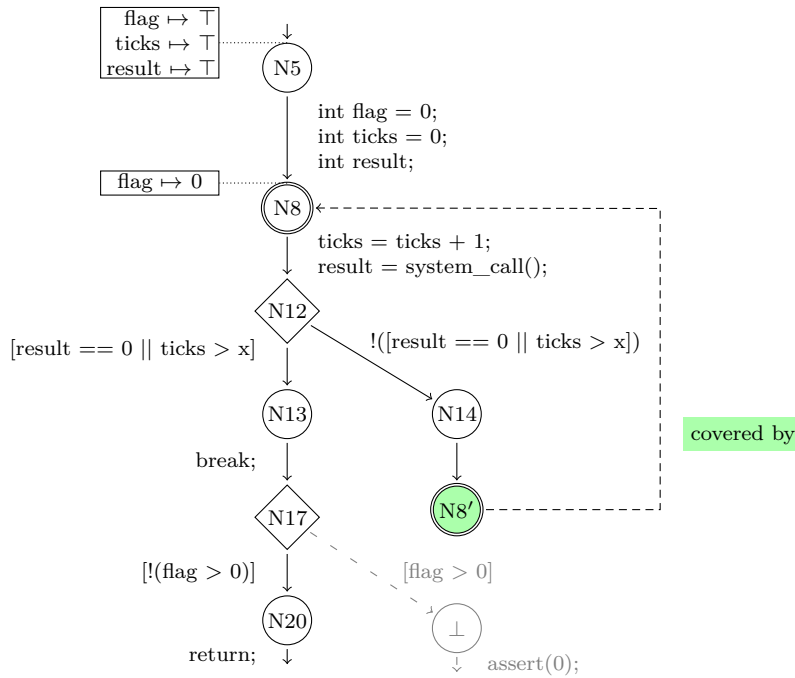 flag ↦ ⊤
ticks ↦ ⊤
result ↦ ⊤
N5
int flag = 0;
int ticks = 0;
int result;
flag ↦ 0
N8
ticks = ticks + 1;
result = system_call();
N12
[result == 0 || ticks > x]
!([result == 0 || ticks > x])
N13
N14
covered by
break;
N8′
N17
[!(flag > 0)]
[flag > 0]
N20
⊥
return;
assert(0);